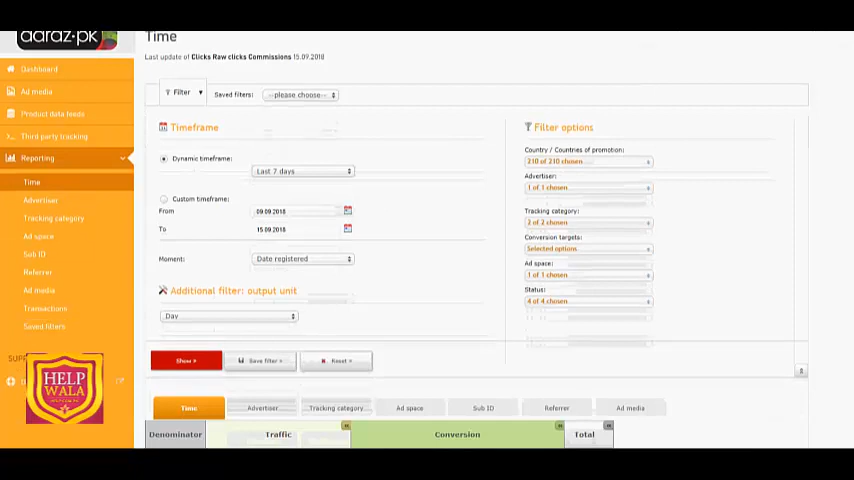 daraz.pk
Time
Last update of Clicks Raw clicks Commissions 15.09.2018
Dashboard
Ad media
Product data feeds
Third party tracking
Reporting
Time
Advertiser
Tracking category
Ad space
Sub ID
Referrer
Ad media
Transactions
Saved filters
HELP
WALA
Filter
Saved filters:
--please choose--
Timeframe
Dynamic timeframe:
Last 7 days
Custom timeframe:
From
09.09.2018
To
15.09.2018
Moment:
Date registered
Additional filter: output unit
Day
Filter options
Country / Countries of promotion:
210 of 210 chosen
Advertiser:
1 of 1 chosen
Tracking category:
2 of 2 chosen
Conversion targets:
Selected options
Ad space:
1 of 1 chosen
Status:
4 of 4 chosen
Show >
Save filter >
Reset >
Time
Advertiser
Tracking category
Ad space
Sub ID
Referrer
Ad media
Denominator
Traffic
Conversion
Total